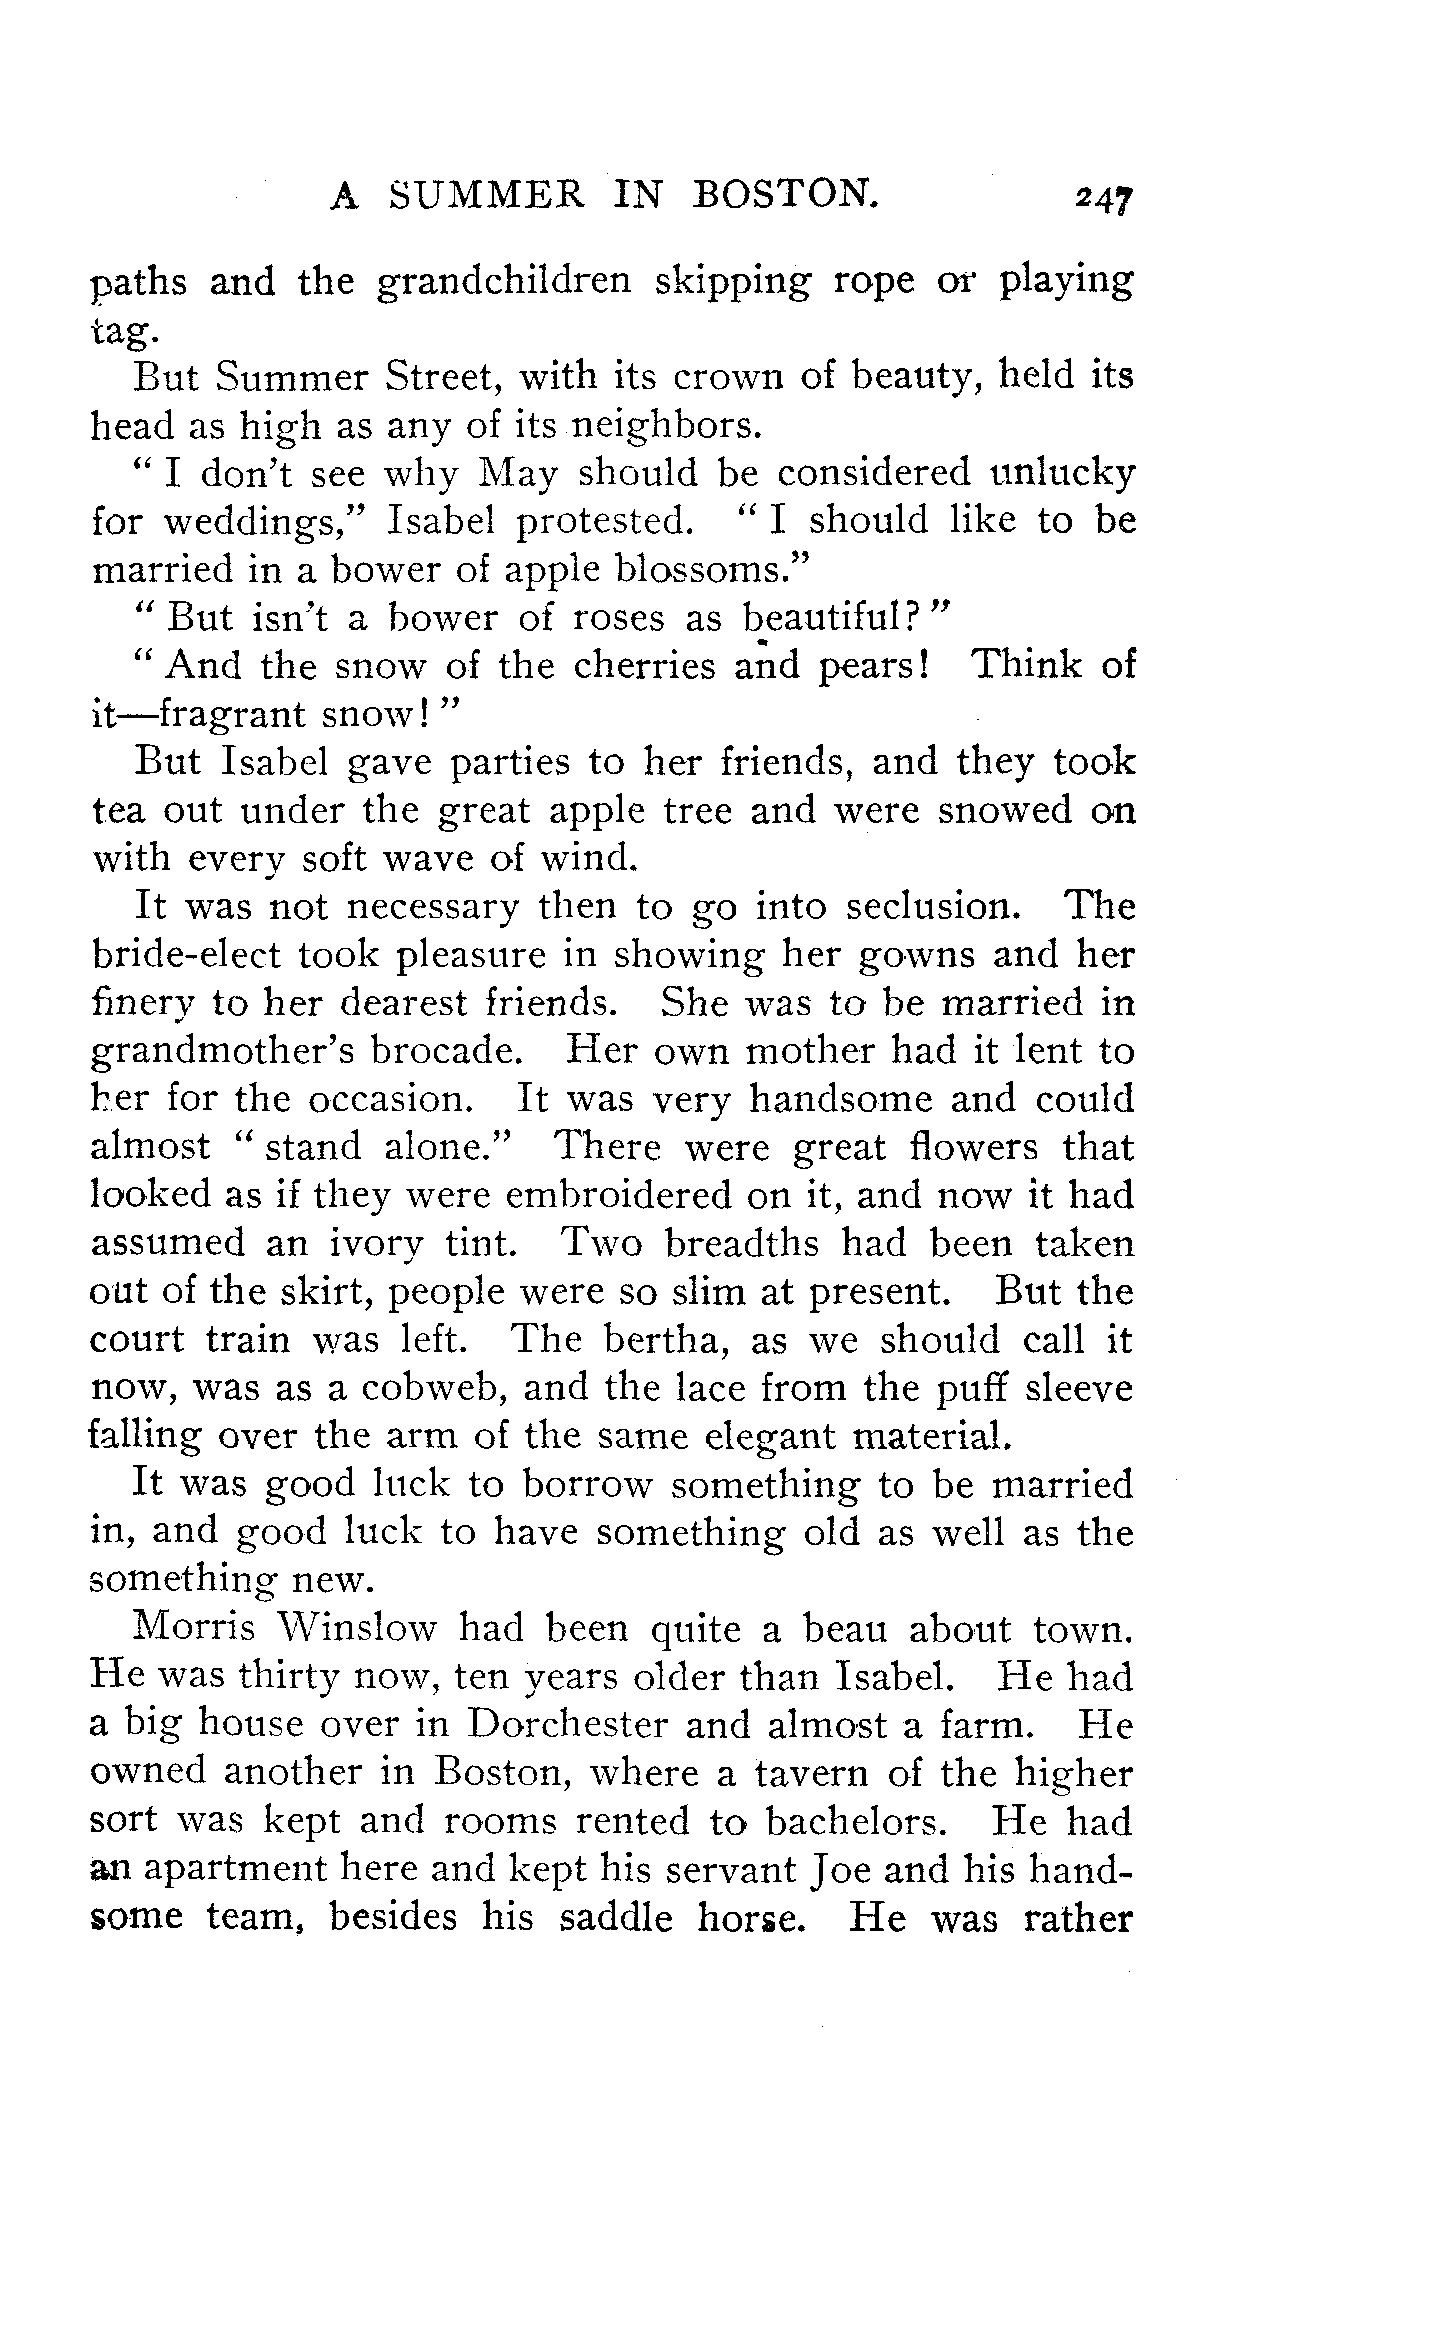 A SUMMER IN BOSTON. 247
paths and the grandchildren skipping rope or playing
tag.
But Summer Street, with its crown of beauty, held its
head as high as any of its neighbors.
" I don't see why May should be considered unlucky
for weddings," Isabel protested. " I should like to be
married in a bower of apple blossoms."
" But isn't a bower of roses as beautiful? "
" And the snow of the cherries and pears! Think of
it—fragrant snow! "
But Isabel gave parties to her friends, and they took
tea out under the great apple tree and were snowed on
with every soft wave of wind.
It was not necessary then to go into seclusion. The
bride-elect took pleasure in showing her gowns and her
finery to her dearest friends. She was to be married in
grandmother's brocade. Her own mother had it lent to
her for the occasion. It was very handsome and could
almost " stand alone." There were great flowers that
looked as if they were embroidered on it, and now it had
assumed an ivory tint. Two breadths had been taken
out of the skirt, people were so slim at present. But the
court train was left. The bertha, as we should call it
now, was as a cobweb, and the lace from the puff sleeve
falling over the arm of the same elegant material.
It was good luck to borrow something to be married
in, and good luck to have something old as well as the
something new.
Morris Winslow had been quite a beau about town.
He was thirty now, ten years older than Isabel. He had
a big house over in Dorchester and almost a farm. He
owned another in Boston, where a tavern of the higher
sort was kept and rooms rented to bachelors. He had
an apartment here and kept his servant Joe and his hand-
some team, besides his saddle horse. He was rather